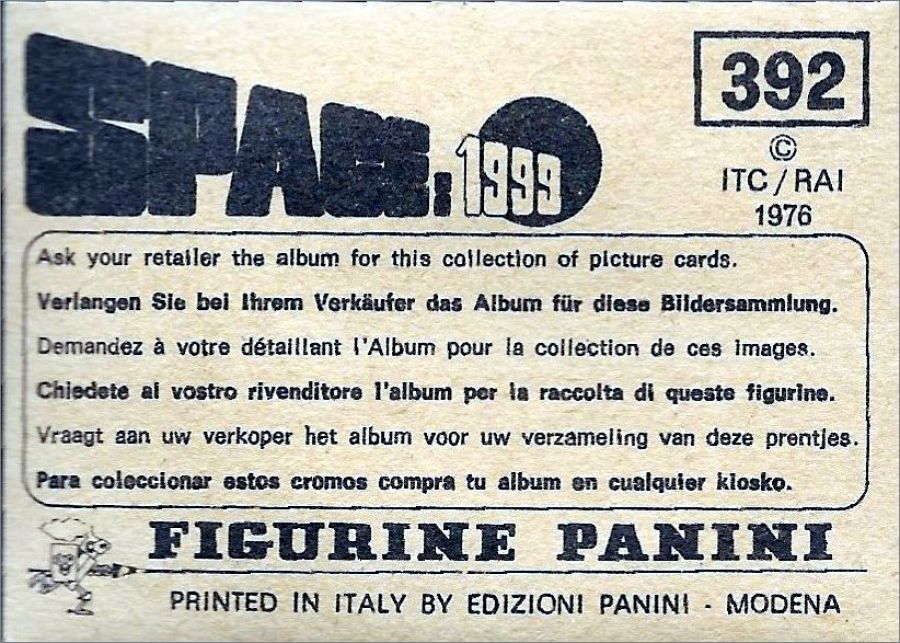 SPACE: 1999
392
©
ITC / RAI
1976
Ask your retailer the album for this collection of picture cards.
Verlangen Sie bei Ihrem Verkäufer das Album für diese Bildersammlung.
Demandez à votre détaillant l'Album pour la collection de ces images.
Chiedete al vostro rivenditore l'album per la raccolta di queste figurine.
Vraagt aan uw verkoper het album voor uw verzameling van deze prentjes.
Para coleccionar estos cromos compra tu album en cualquier kiosko.
FIGURINE PANINI
PRINTED IN ITALY BY EDIZIONI PANINI - MODENA